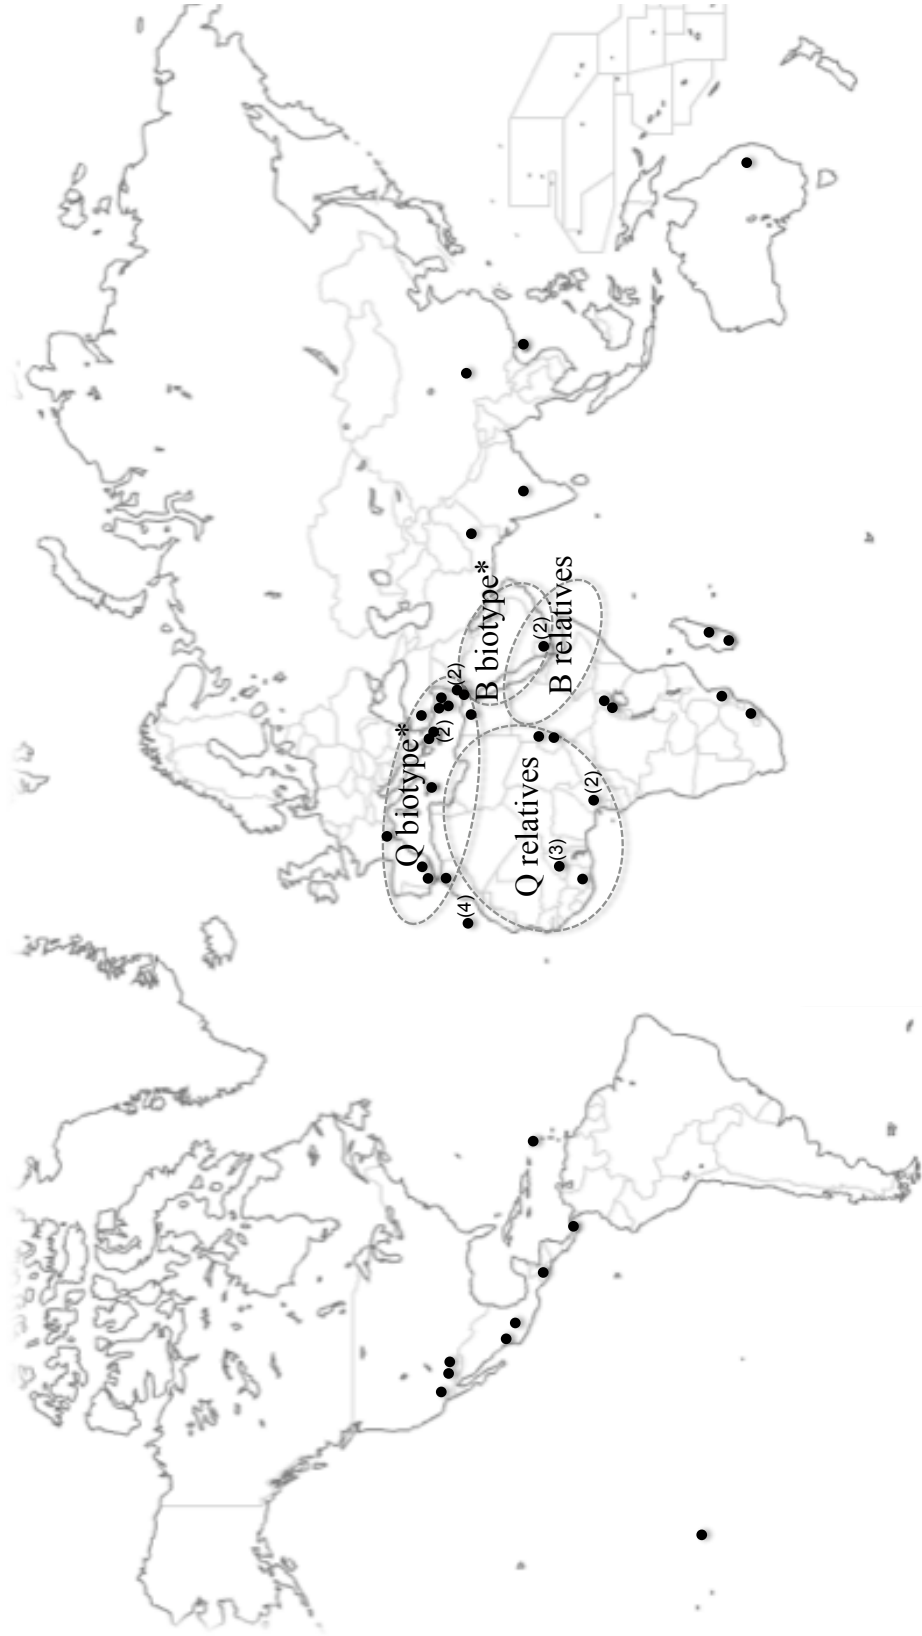 Q biotype*
(2)
(2)
(4)
B biotype*
Q relatives
(2)
(3)
B relatives
(2)